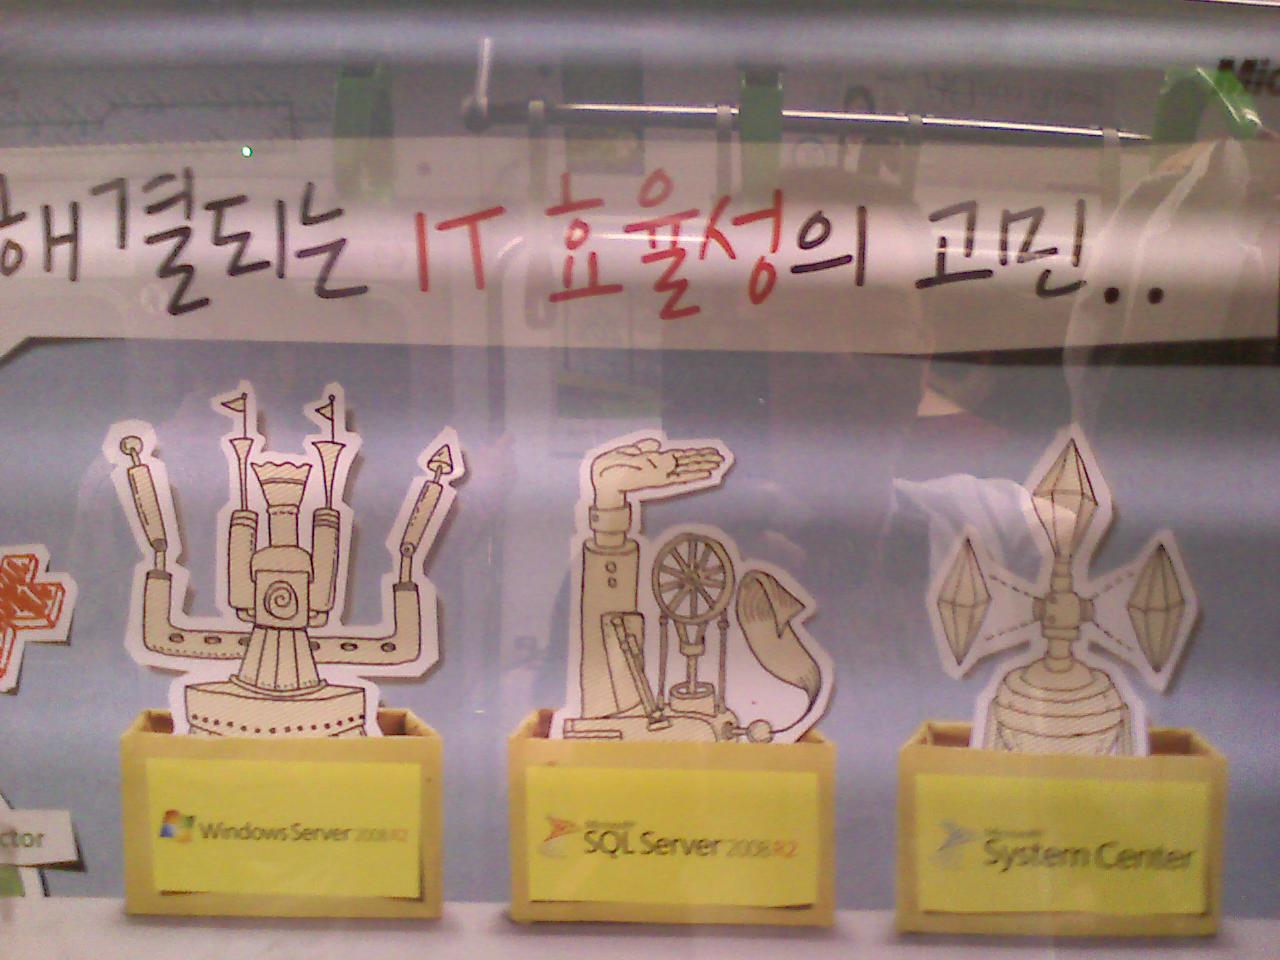 해결되는 IT 효율성의 고민..
Windows Server 2008 R2
Microsoft
SQL Server 2008 R2
Microsoft
System Center